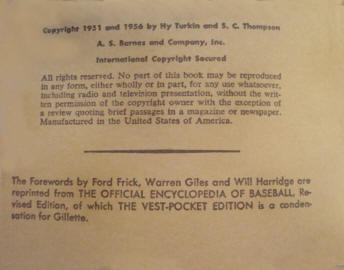 Copyright 1951 and 1956 by Hy Turkin and S. C. Thompson
A. S. Barnes and Company, Inc.
International Copyright Secured
All rights reserved. No part of this book may be reproduced
in any form, either wholly or in part, for any use whatsoever,
including radio and television presentation, without the writ-
ten permission of the copyright owner with the exception of
a review quoting brief passages in a magazine or newspaper.
Manufactured in the United States of America.
The Forewords by Ford Frick, Warren Giles and Will Harridge are
reprinted from THE OFFICIAL ENCYCLOPEDIA OF BASEBALL, Re-
vised Edition, of which THE VEST-POCKET EDITION is a conden-
sation for Gillette.